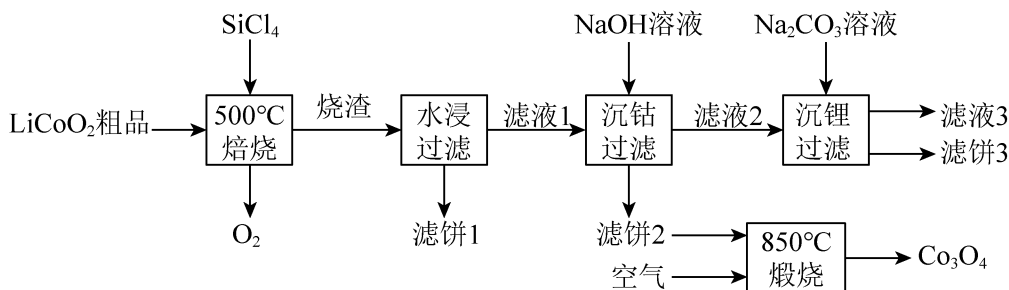 SiCl₄
NaOH溶液
Na₂CO₃溶液
LiCoO₂粗品
500℃
焙烧
烧渣
水浸
过滤
滤液1
沉钴
过滤
滤液2
沉锂
过滤
滤液3
滤饼3
O₂
滤饼1
滤饼2
空气
850℃
煅烧
Co₃O₄